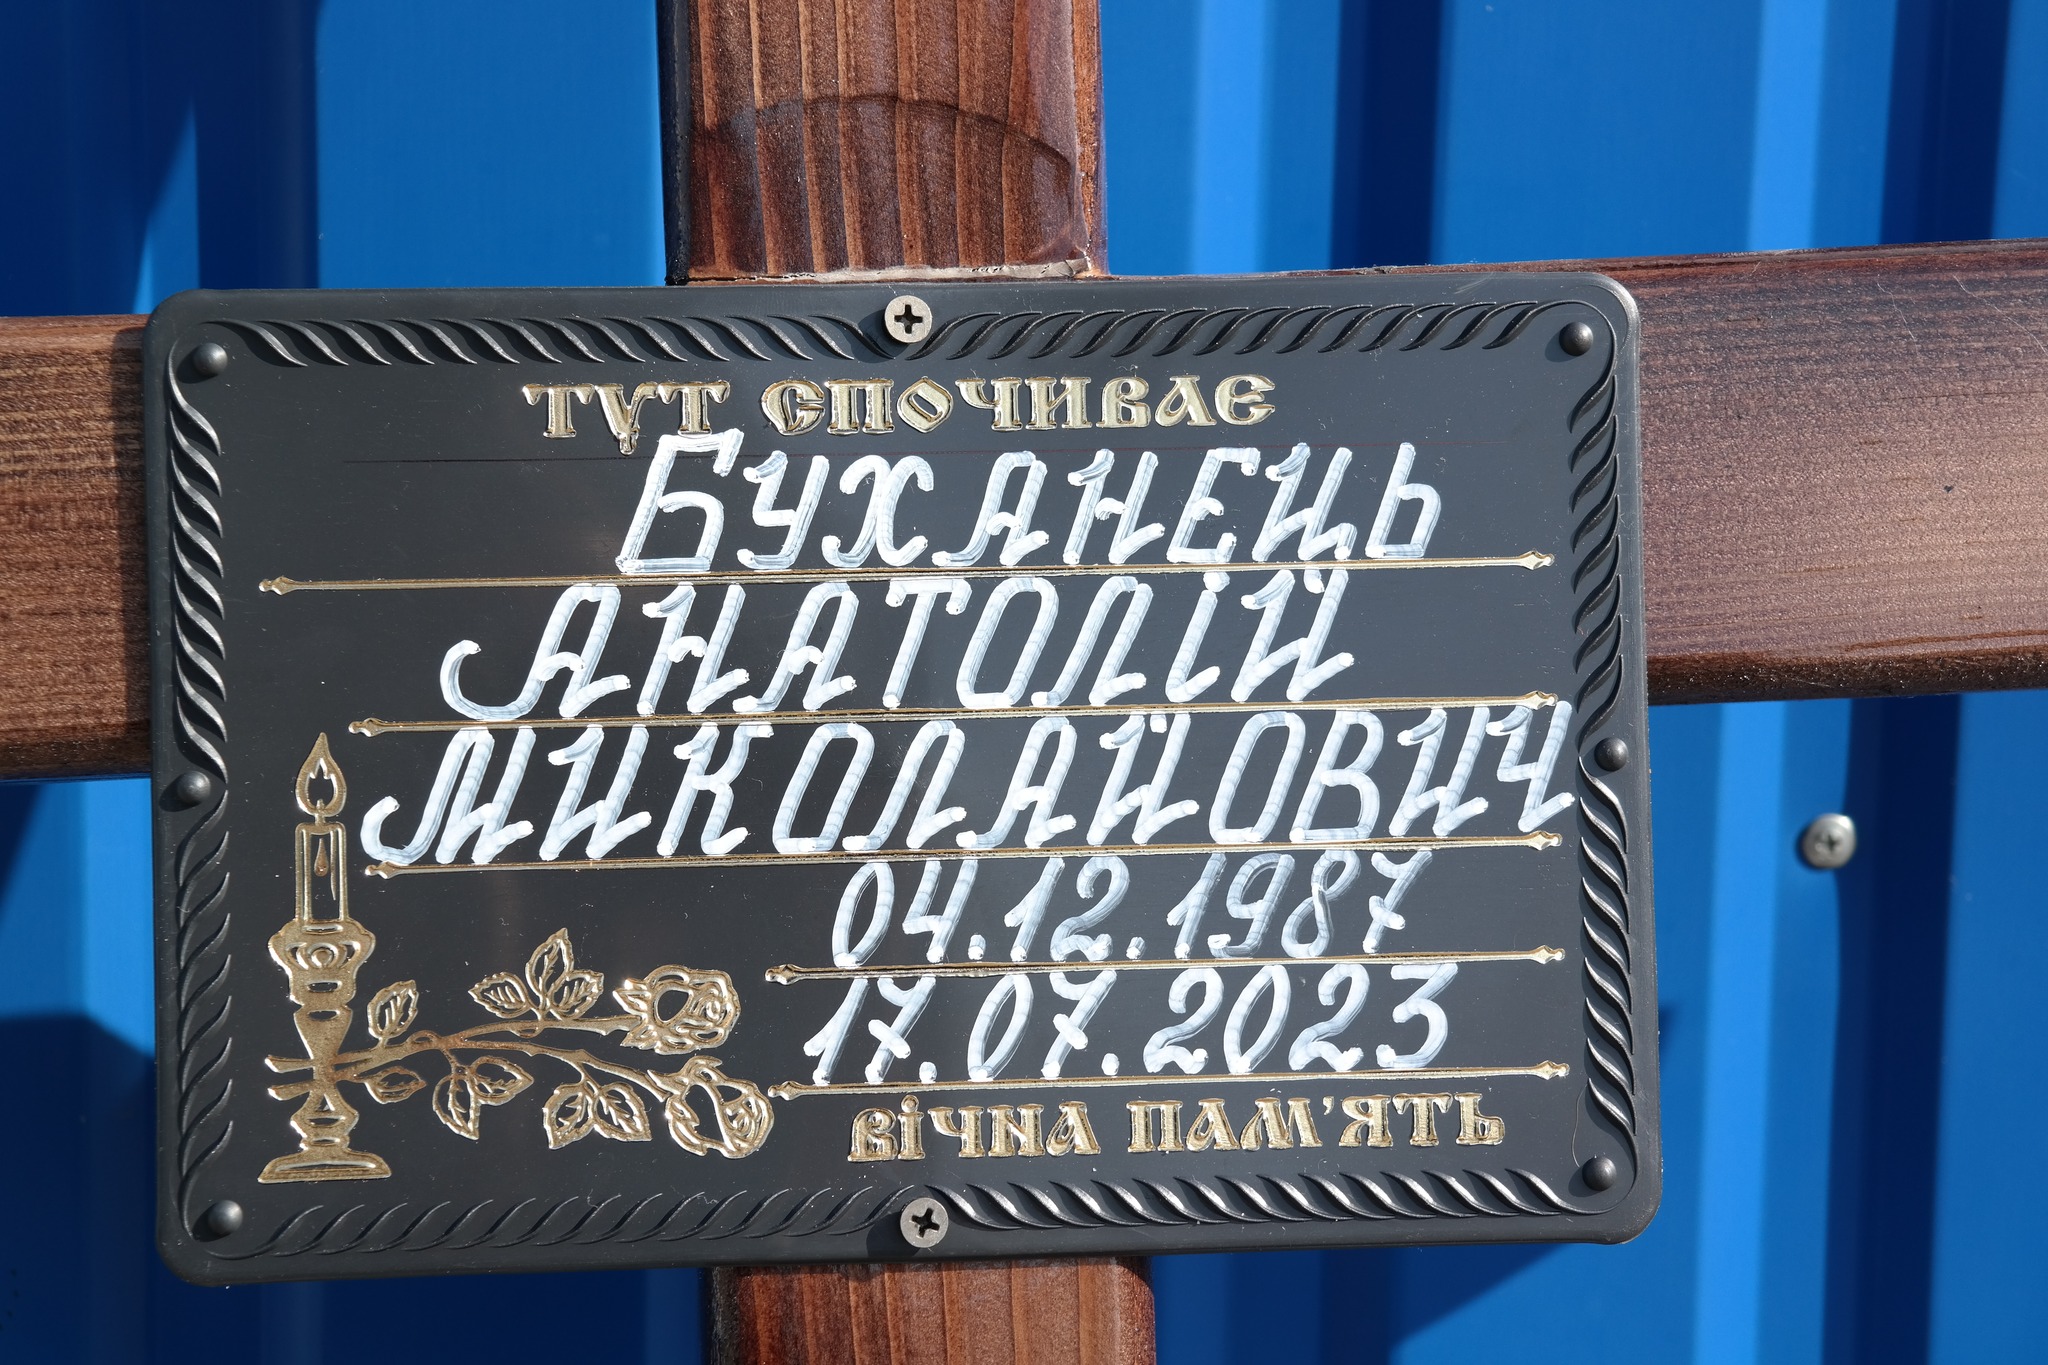 ТУТ СПОЧИВАЄ
БУХАНЕЦЬ
АНАТОЛІЙ
МИКОЛАЙОВИЧ
04.12.1987
17.07.2023
ВІЧНА ПАМ'ЯТЬ